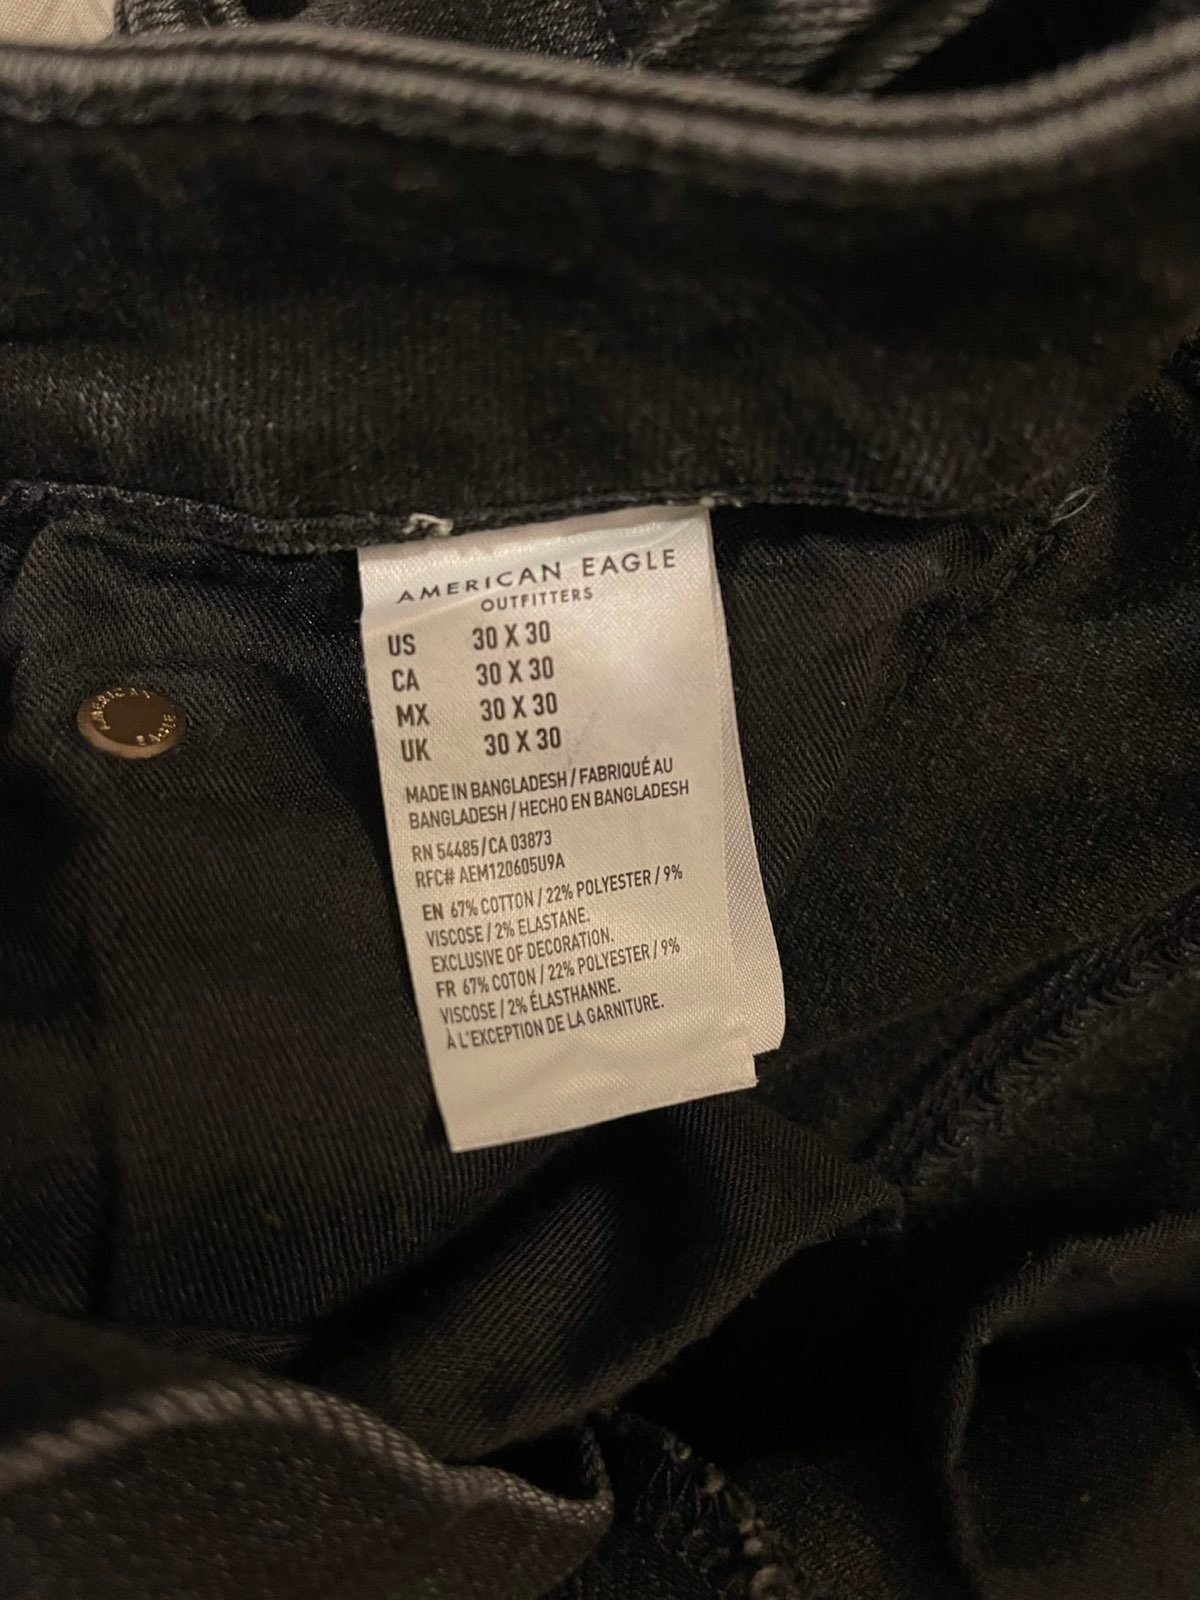 AMERICAN EAGLE
OUTFITTERS
US 30 X 30
CA 30 X 30
MX 30 X 30
UK 30 X 30
MADE IN BANGLADESH / FABRIQUÉ AU
BANGLADESH / HECHO EN BANGLADESH
RN 54485/CA 03873
RFC# AEM120605U9A
EN 67% COTTON / 22% POLYESTER / 9%
VISCOSE / 2% ELASTANE.
EXCLUSIVE OF DECORATION.
FR 67% COTON / 22% POLYESTER / 9%
VISCOSE / 2% ÉLASTHANNE.
À L'EXCEPTION DE LA GARNITURE.
AMERICAN
EAGLE